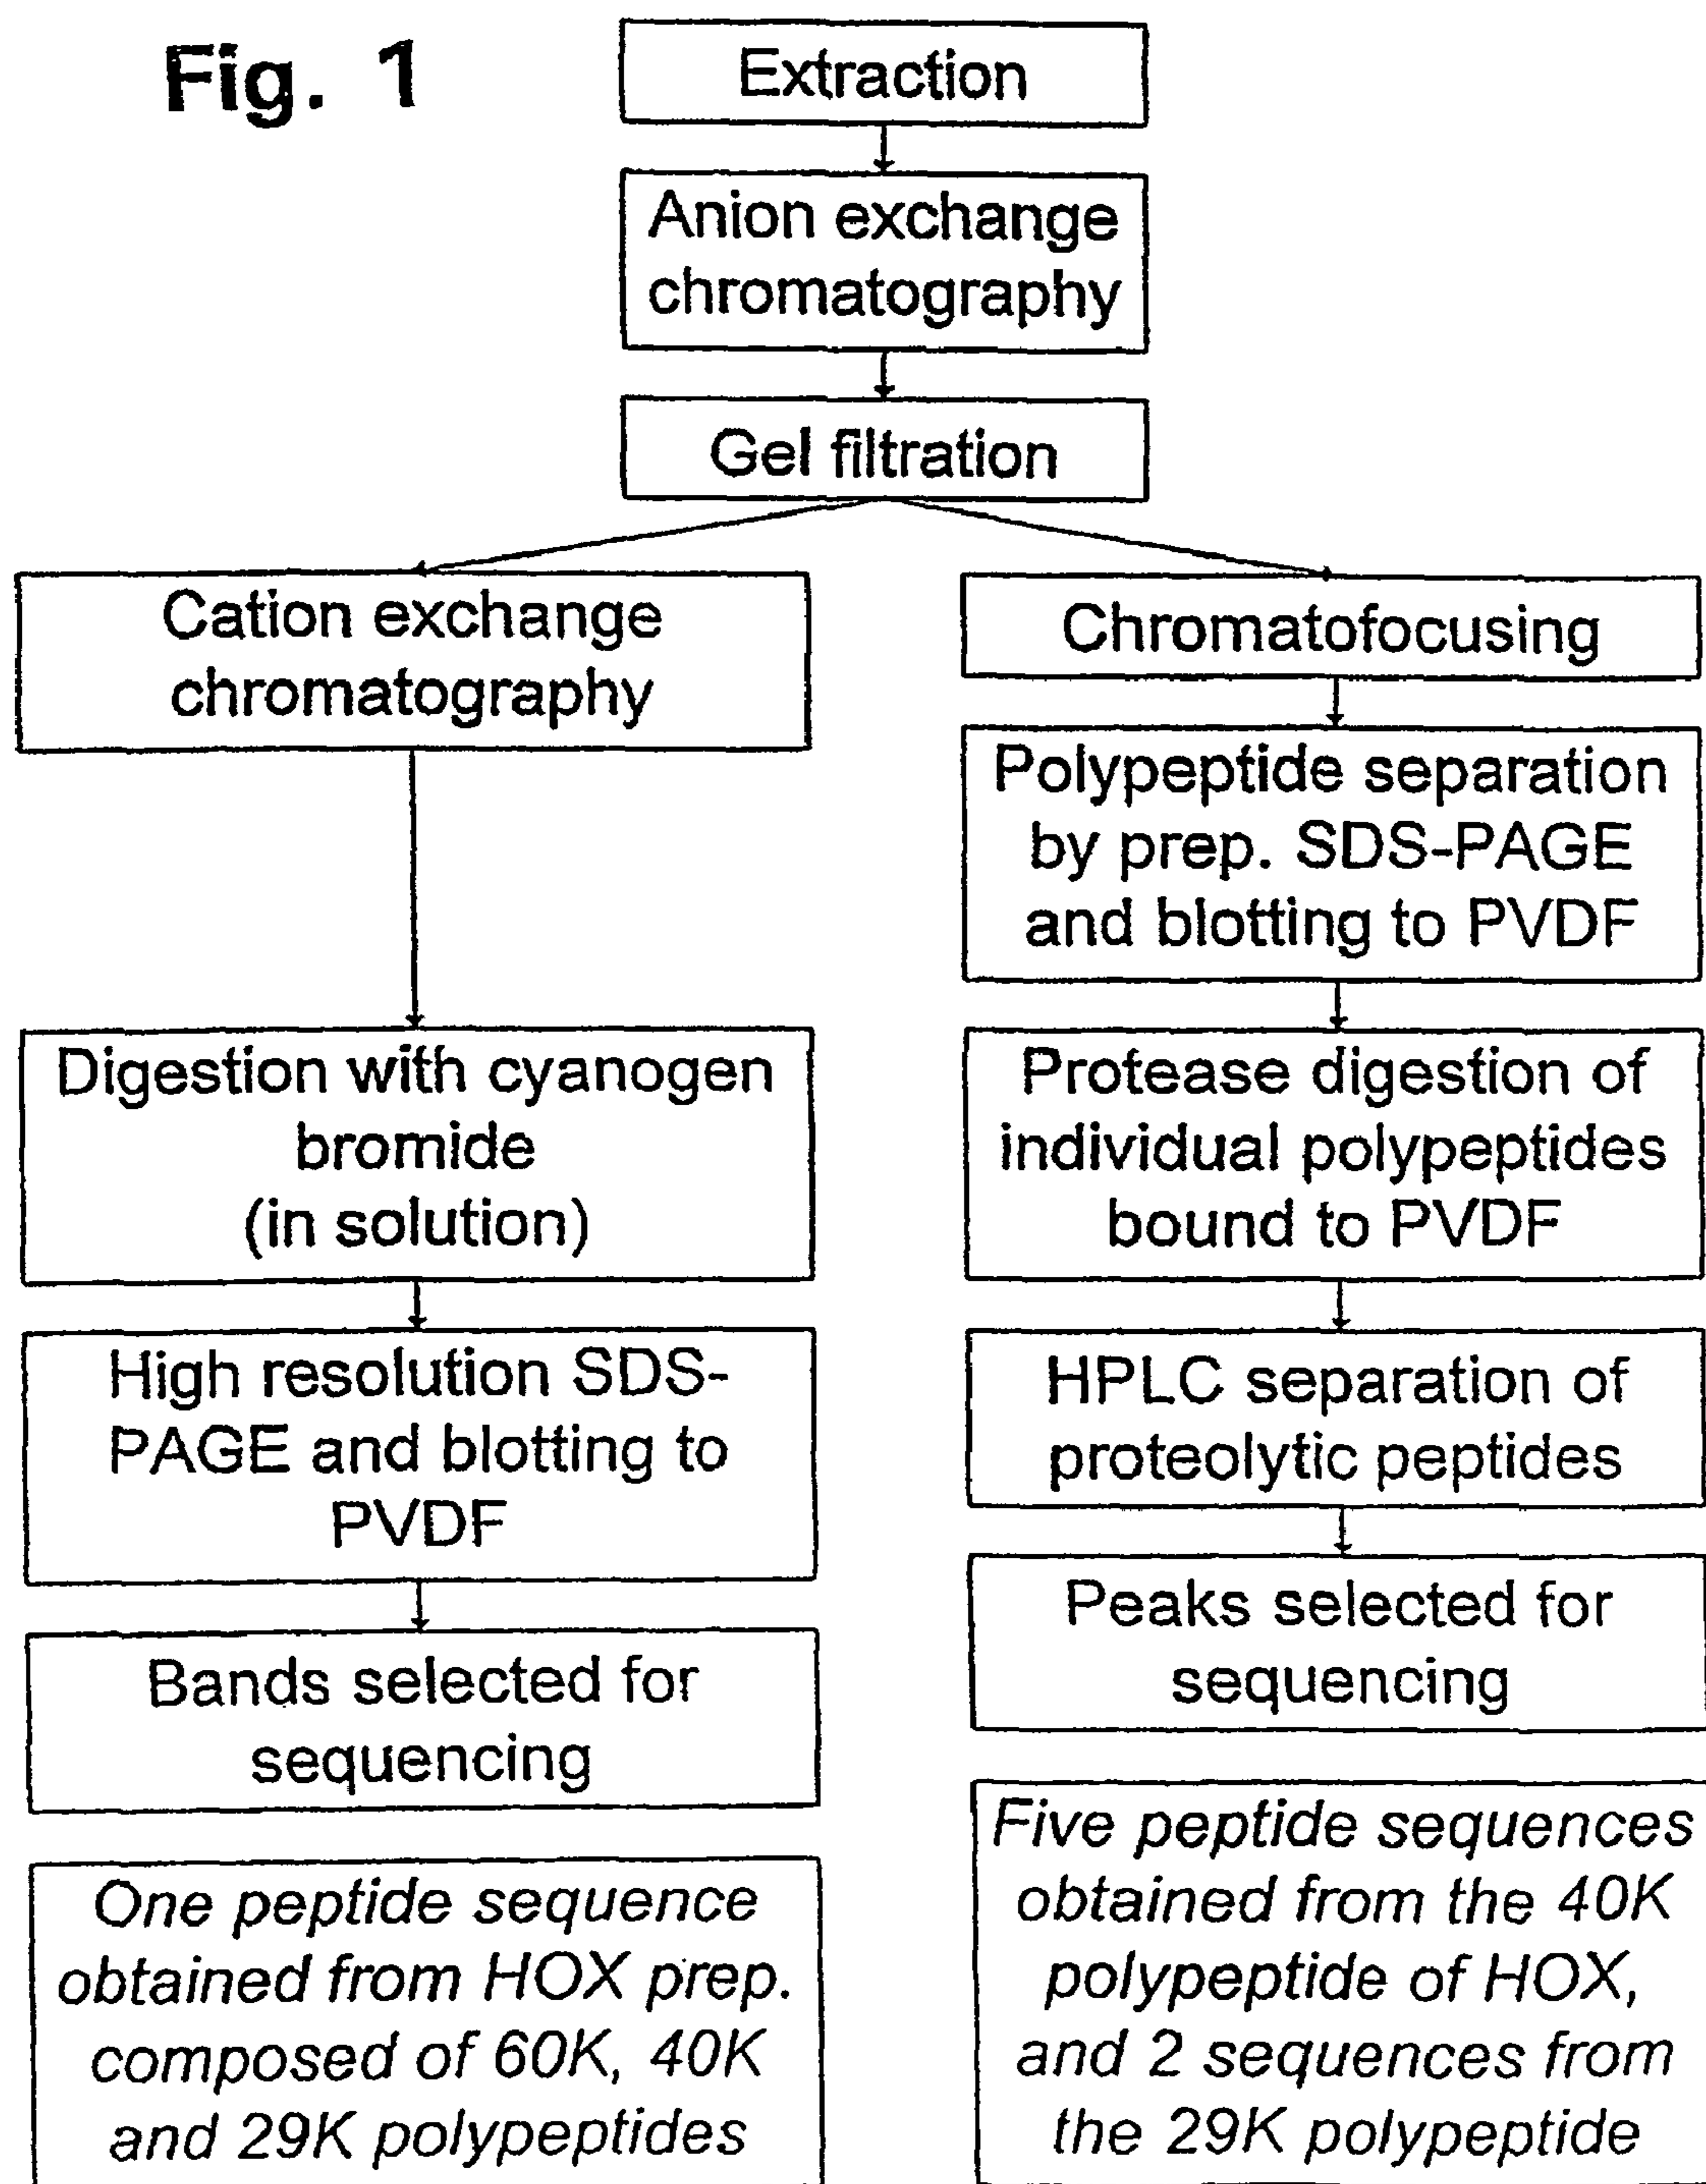 Fig. 1
Extraction
Anion exchange
chromatography
Gel filtration
Cation exchange
chromatography
Digestion with cyanogen
bromide
(in solution)
High resolution SDS-
PAGE and blotting to
PVDF
Bands selected for
sequencing
One peptide sequence
obtained from HOX prep.
composed of 60K, 40K
and 29K polypeptides
Chromatofocusing
Polypeptide separation
by prep. SDS-PAGE
and blotting to PVDF
Protease digestion of
individual polypeptides
bound to PVDF
HPLC separation of
proteolytic peptides
Peaks selected for
sequencing
Five peptide sequences
obtained from the 40K
polypeptide of HOX,
and 2 sequences from
the 29K polypeptide